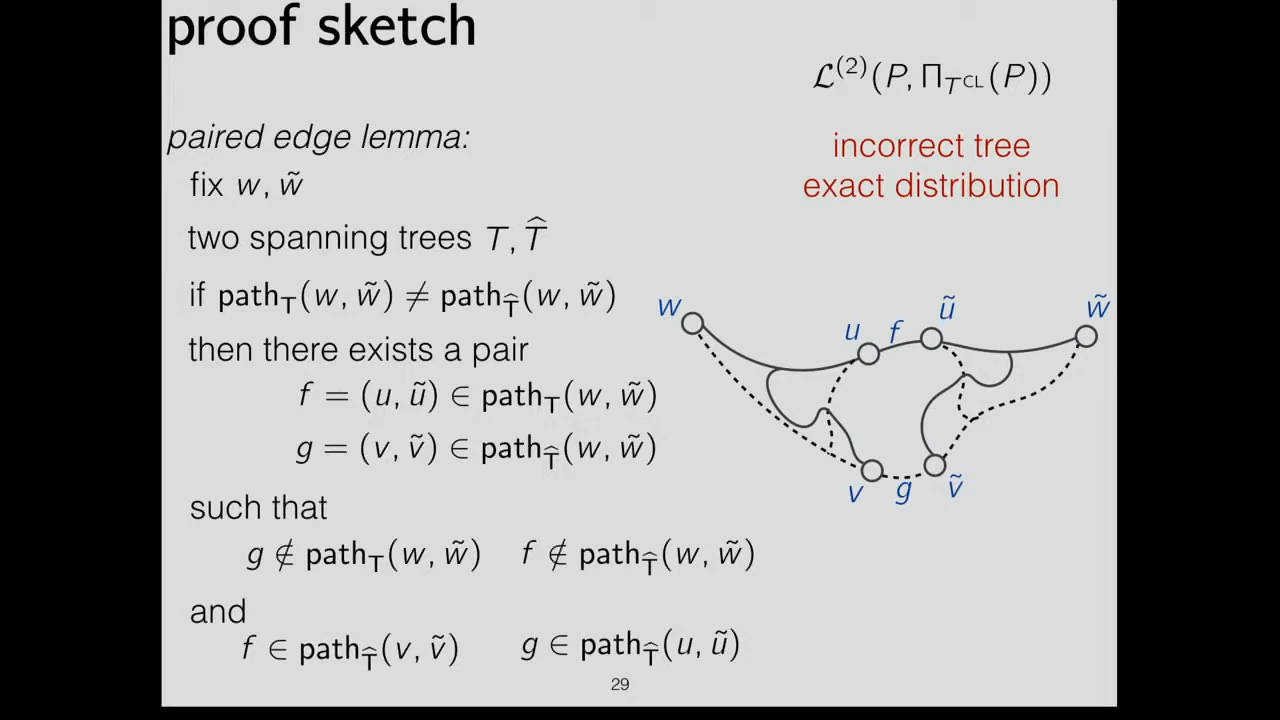 proof sketch
ℒ⁽²⁾(P, Π_{T^{CL}}(P))
incorrect tree
exact distribution
paired edge lemma:
fix w, w̃
two spanning trees T, T̂
if path_T(w, w̃) ≠ path_T̂(w, w̃)
then there exists a pair
f = (u, ũ) ∈ path_T(w, w̃)
g = (v, ṽ) ∈ path_T̂(w, w̃)
such that
g ∉ path_T(w, w̃) f ∉ path_T̂(w, w̃)
and
f ∈ path_T̂(v, ṽ) g ∈ path_T̂(u, ũ)
w u f ũ w̃
v g ṽ
29